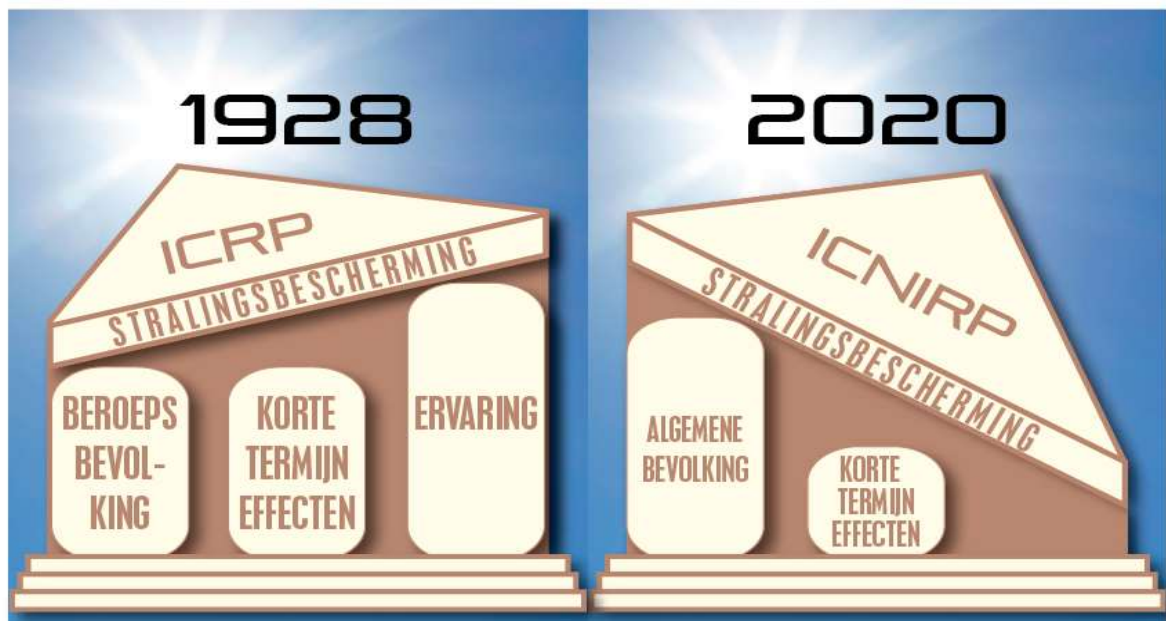 1928
ICRP
STRALINGSBESCHERMING
BEROEPS
BEVOL-
KING
KORTE
TERMIJN
EFFECTEN
ERVARING
2020
ICNIRP
STRALINGSBESCHERMING
ALGEMENE
BEVOLKING
KORTE
TERMIJN
EFFECTEN